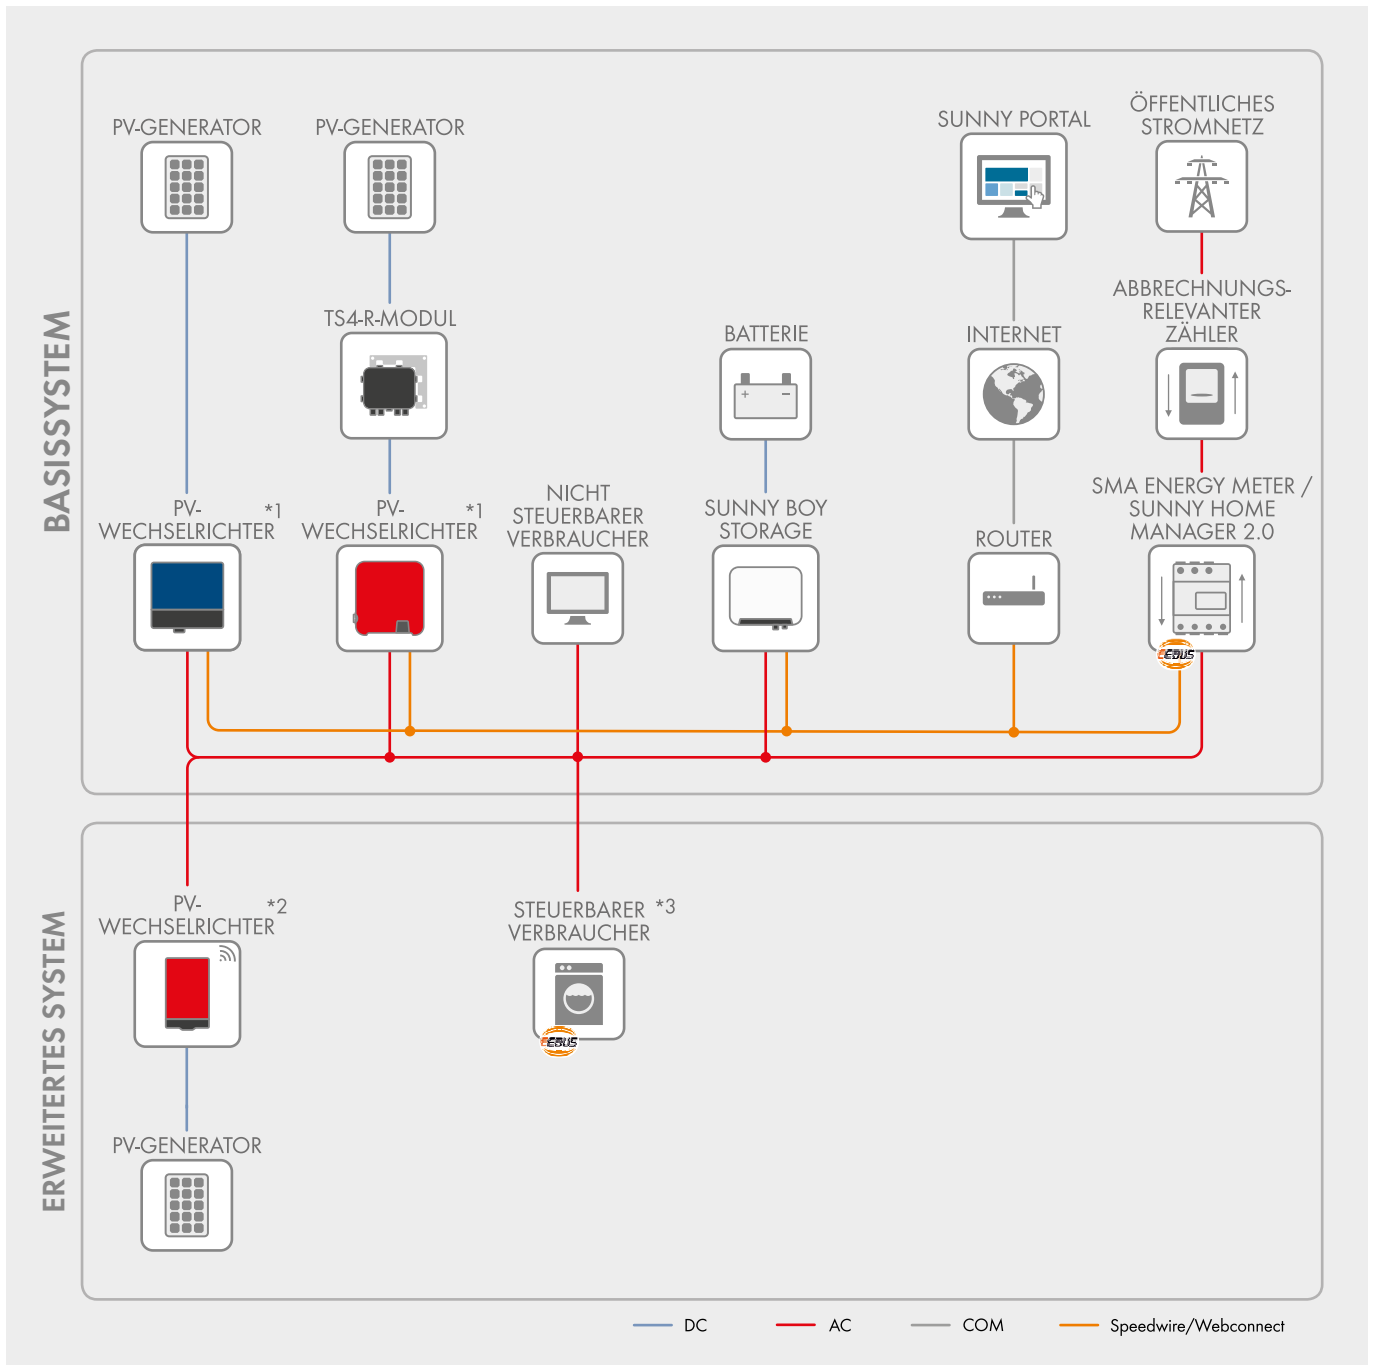 BASISSYSTEM
PV-GENERATOR
PV-GENERATOR
SUNNY PORTAL
ÖFFENTLICHES
STROMNETZ
TS4-R-MODUL
BATTERIE
INTERNET
ABBRECHNUNGS-
RELEVANTER
ZÄHLER
PV-
WECHSELRICHTER
*1
PV-
WECHSELRICHTER
*1
NICHT
STEUERBARER
VERBRAUCHER
SUNNY BOY
STORAGE
ROUTER
SMA ENERGY METER /
SUNNY HOME
MANAGER 2.0
EEBUS
ERWEITERTES SYSTEM
PV-
WECHSELRICHTER
*2
STEUERBARER
VERBRAUCHER
*3
EEBUS
PV-GENERATOR
DC
AC
COM
Speedwire/Webconnect